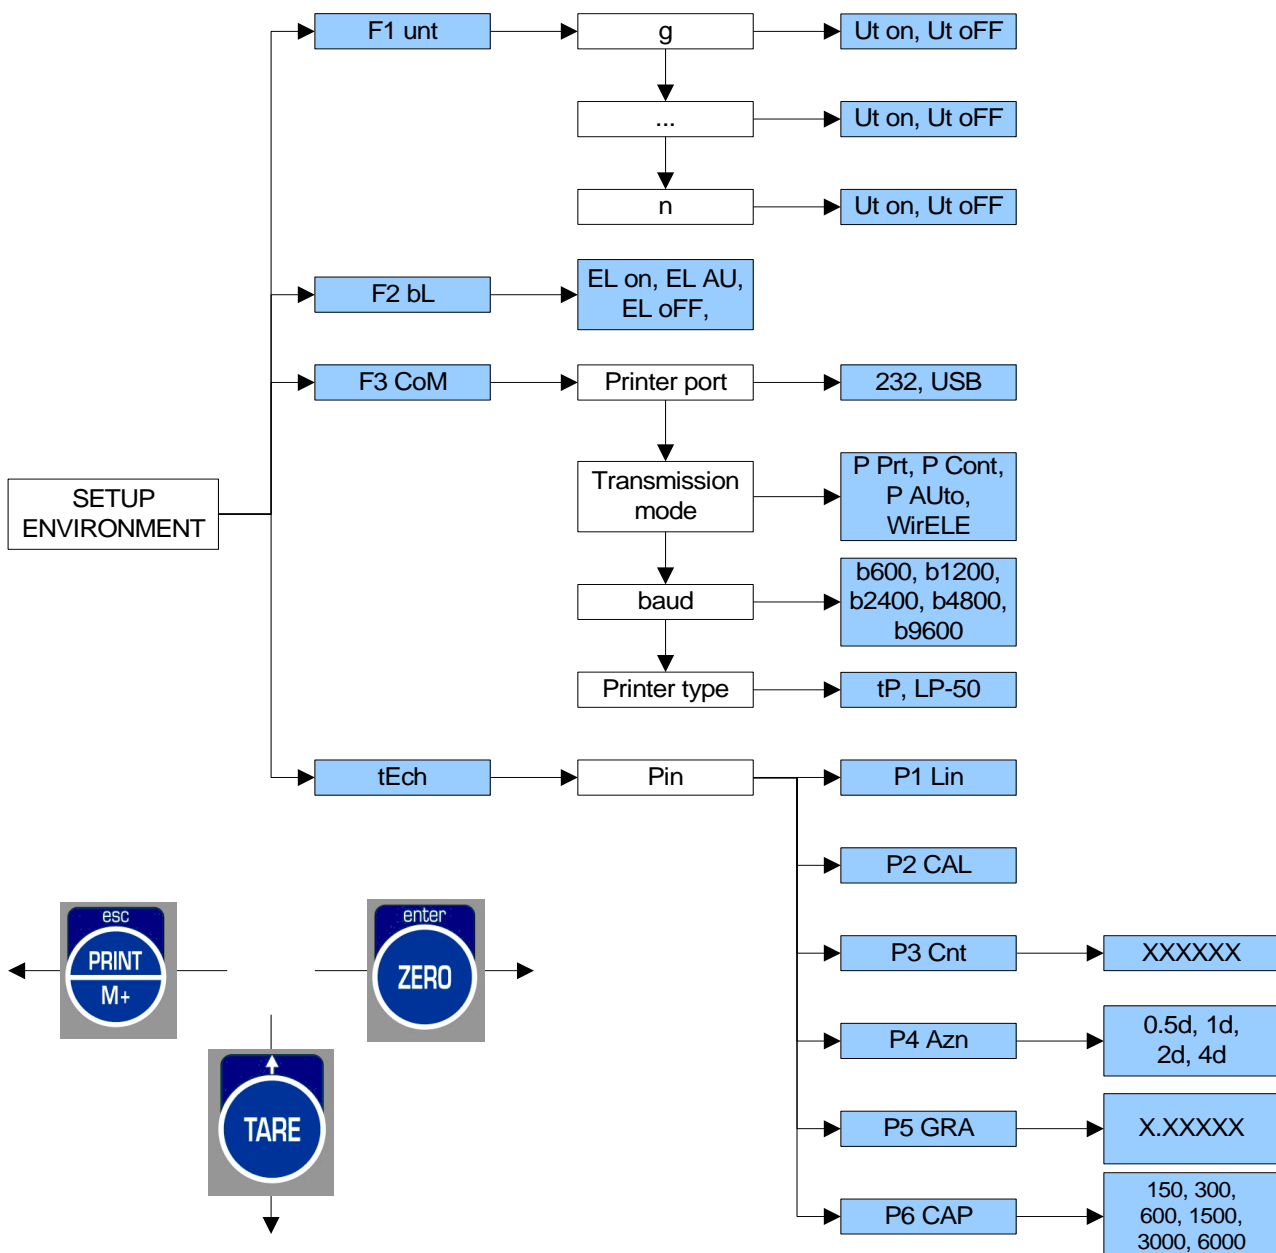 F1 unt
g
Ut on, Ut oFF
...
Ut on, Ut oFF
n
Ut on, Ut oFF
F2 bL
EL on, EL AU,
EL oFF,
F3 CoM
Printer port
232, USB
SETUP
ENVIRONMENT
Transmission
mode
P Prt, P Cont,
P AUto,
WirELE
baud
b600, b1200,
b2400, b4800,
b9600
Printer type
tP, LP-50
tEch
Pin
P1 Lin
P2 CAL
P3 Cnt
XXXXXX
P4 Azn
0.5d, 1d,
2d, 4d
P5 GRA
X.XXXXX
P6 CAP
150, 300,
600, 1500,
3000, 6000
esc
PRINT
M+
enter
ZERO
TARE